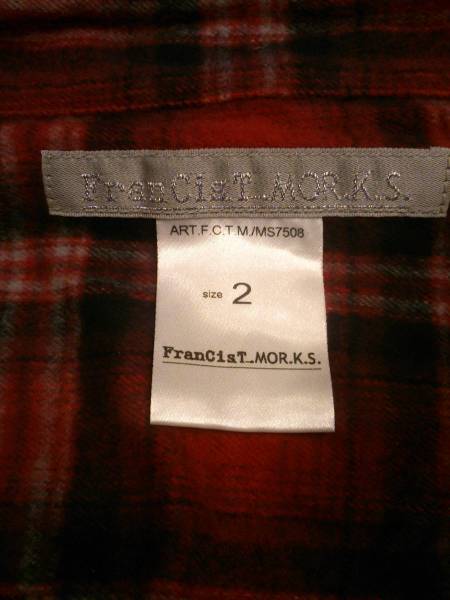 FranCisT_MOR.K.S.
ART.F.C.T.M./MS7508
size 2
FranCisT_MOR.K.S.